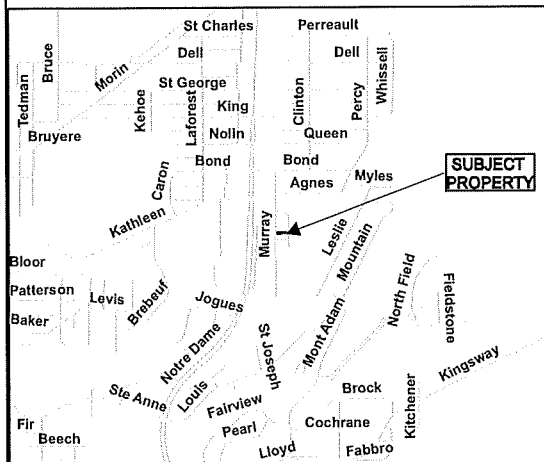 St Charles Perreault
Dell Dell
Bruce
Morin
Whissell
St George
Tedman
Kehoe
Laforest
King
Clinton
Percy
Nolin Queen
Bruyere
Bond Bond
SUBJECT
PROPERTY
Caron
Agnes Myles
Kathleen
Murray
Leslie
Mountain
Bloor
Patterson
Levis
Brebeuf
Jogues
North Field
Fieldstone
Baker
Notre Dame
St Joseph
Mont Adam
Kingsway
Ste Anne
Louis
Fairview
Brock
Kitchener
Fir
Beech
Pearl
Cochrane
Lloyd
Fabbro